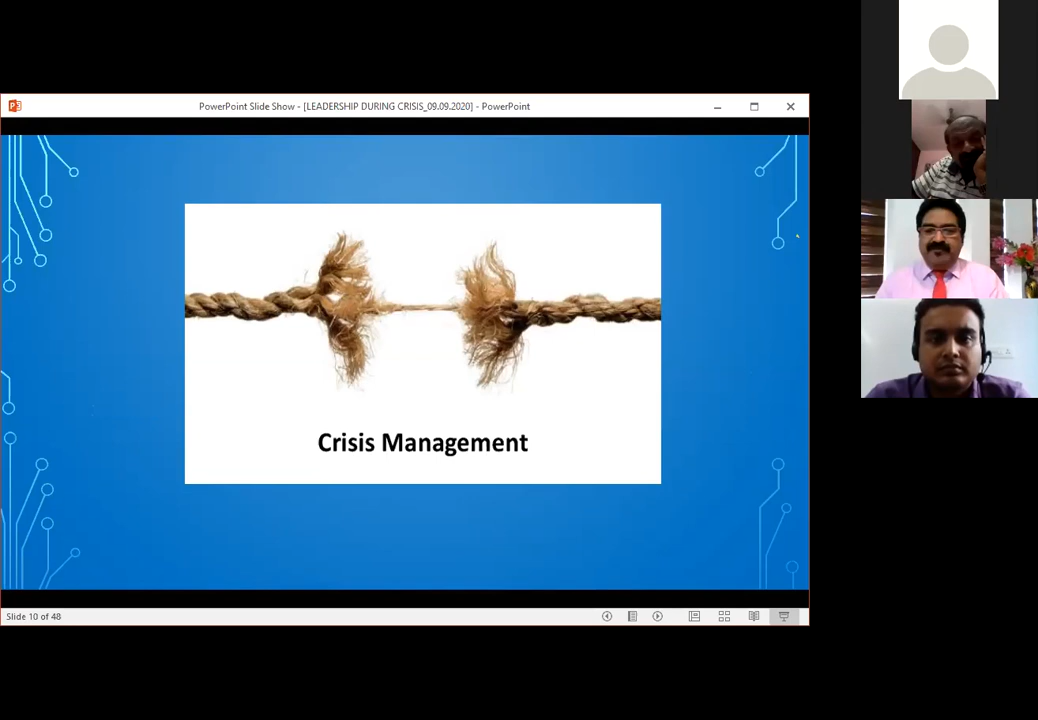 PowerPoint Slide Show - [LEADERSHIP DURING CRISIS_09.09.2020] - PowerPoint
Crisis Management
Slide 10 of 48